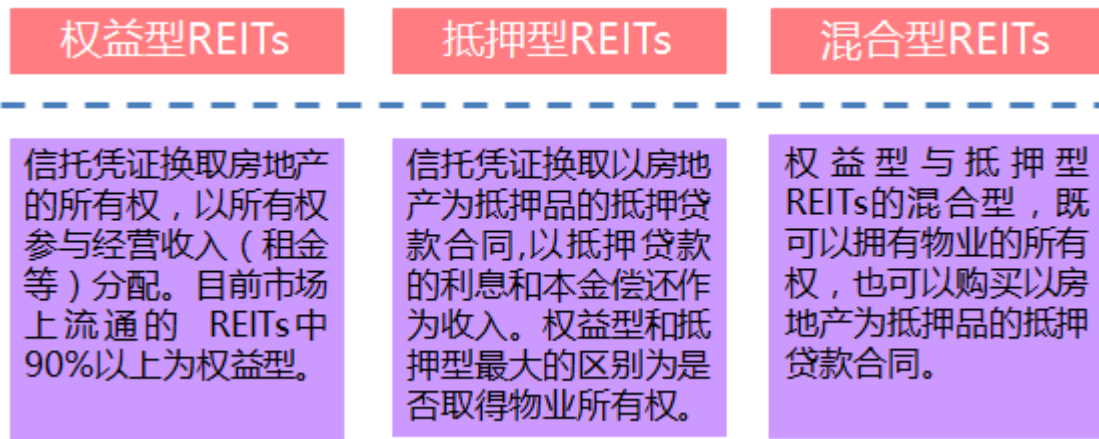 权益型REITs
抵押型REITs
混合型REITs
信托凭证换取房地产
的所有权，以所有权
参与经营收入（租金
等）分配。目前市场
上流通的 REITs中
90%以上为权益型。
信托凭证换取以房地
产为抵押品的抵押贷
款合同,以抵押贷款
的利息和本金偿还作
为收入。权益型和抵
押型最大的区别为是
否取得物业所有权。
权益型与抵押型
REITs的混合型，既
可以拥有物业的所有
权，也可以购买以房
地产为抵押品的抵押
贷款合同。